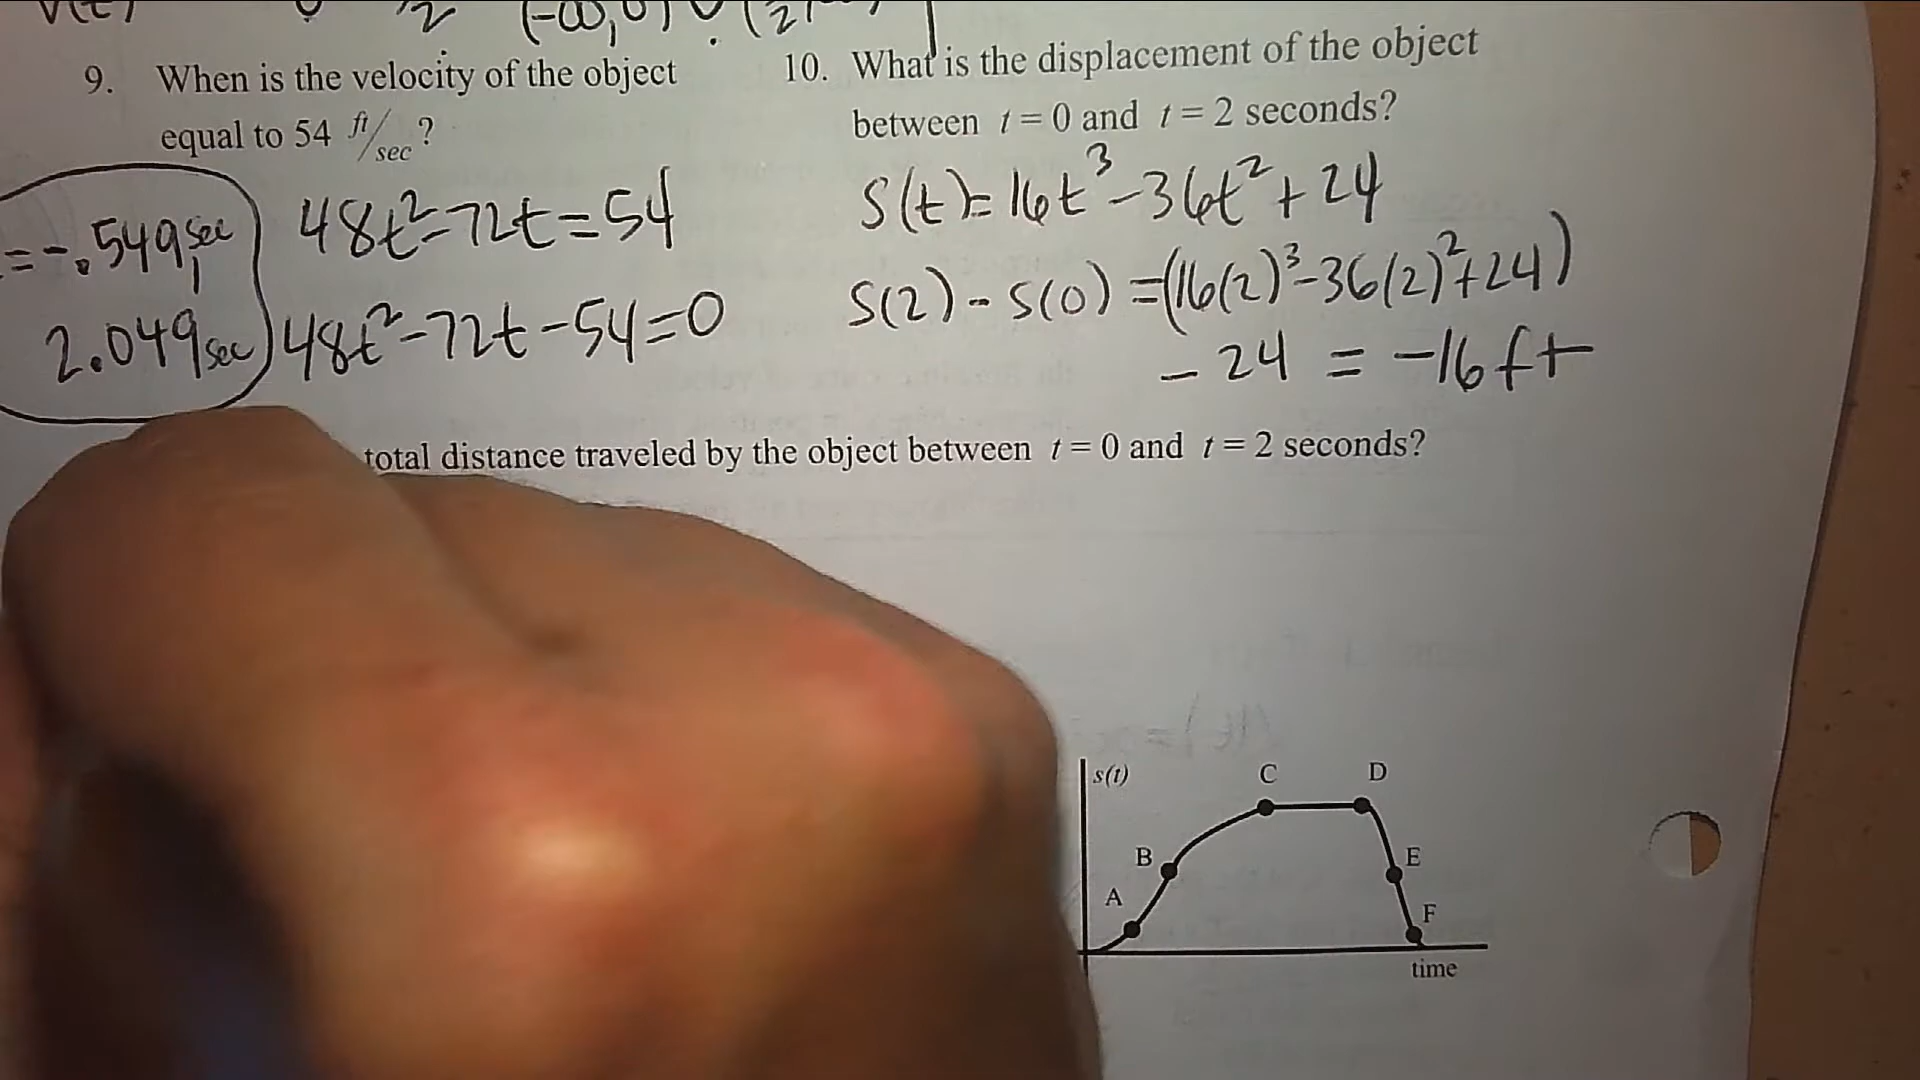 V(t)
(-∞,0) ∪ (
9. When is the velocity of the object
equal to 54 ft/sec ?
= -.549 sec,
2.049 sec
48t²-72t=54
48t²-72t-54=0
10. What is the displacement of the object
between t = 0 and t = 2 seconds?
S(t)=16t³-36t²+24
S(2)-S(0)=(16(2)³-36(2)²+24)
-24 = -16ft
total distance traveled by the object between t = 0 and t = 2 seconds?
s(t)
C
D
B
E
A
F
time